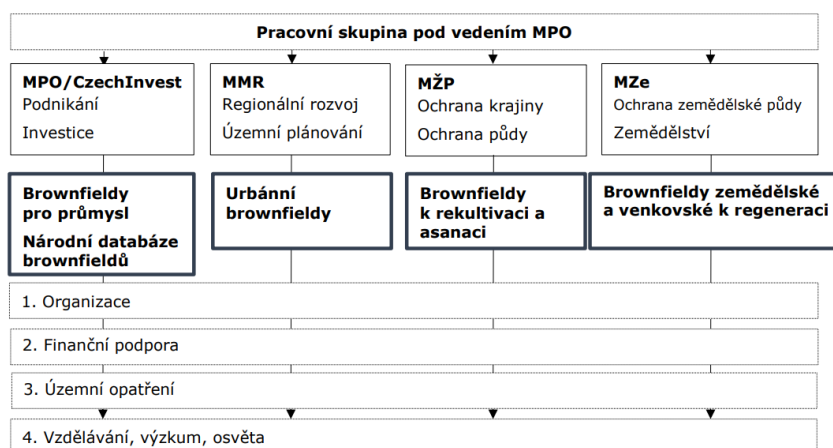 Pracovní skupina pod vedením MPO
MPO/CzechInvest
Podnikání
Investice
MMR
Regionální rozvoj
Územní plánování
MŽP
Ochrana krajiny
Ochrana půdy
MZe
Ochrana zemědělské půdy
Zemědělství
Brownfieldy
pro průmysl
Národní databáze
brownfieldů
Urbánní
brownfieldy
Brownfieldy
k rekultivaci a
asanaci
Brownfieldy zemědělské
a venkovské k regeneraci
1. Organizace
2. Finanční podpora
3. Územní opatření
4. Vzdělávání, výzkum, osvěta